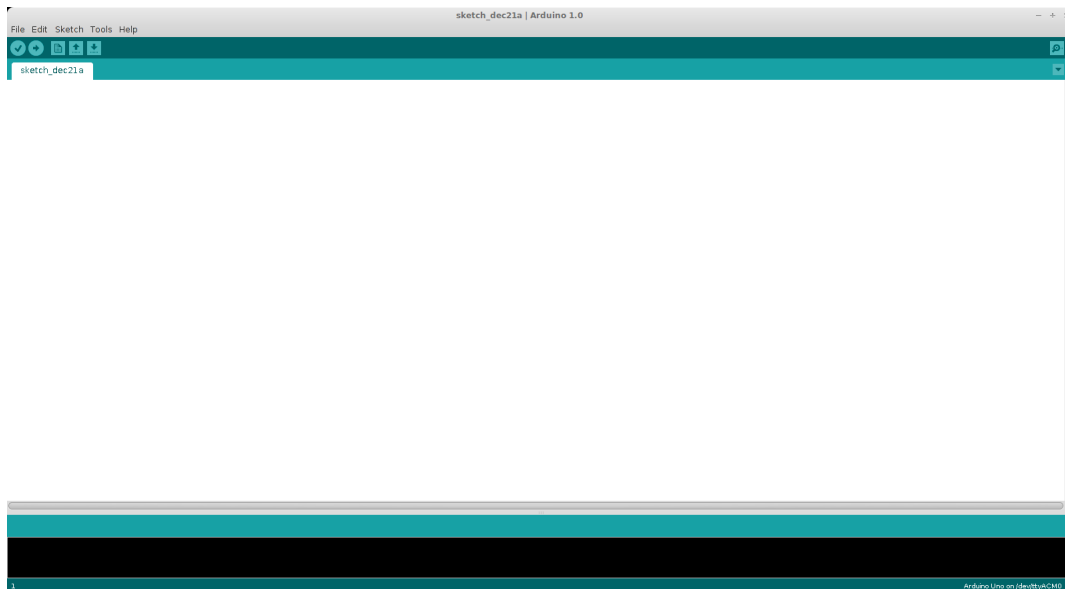 sketch_dec21a | Arduino 1.0
File Edit Sketch Tools Help
sketch_dec21a
1 Arduino Uno on /dev/ttyACM0